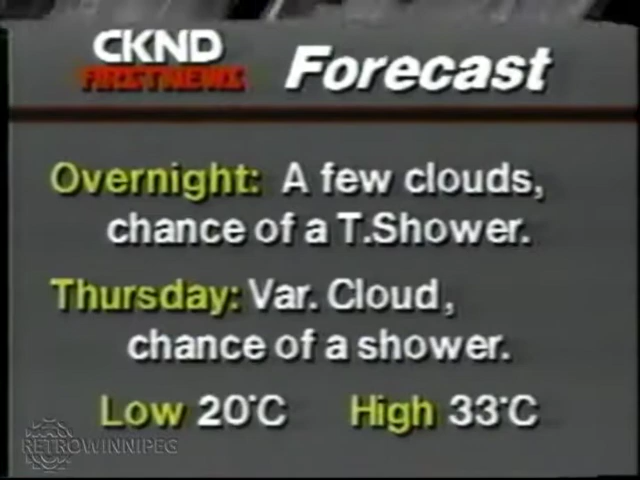 CKND
FIRSTNEWS
Forecast
Overnight: A few clouds,
chance of a T.Shower.
Thursday: Var. Cloud,
chance of a shower.
Low 20°C High 33°C
RETROWINNIPEG